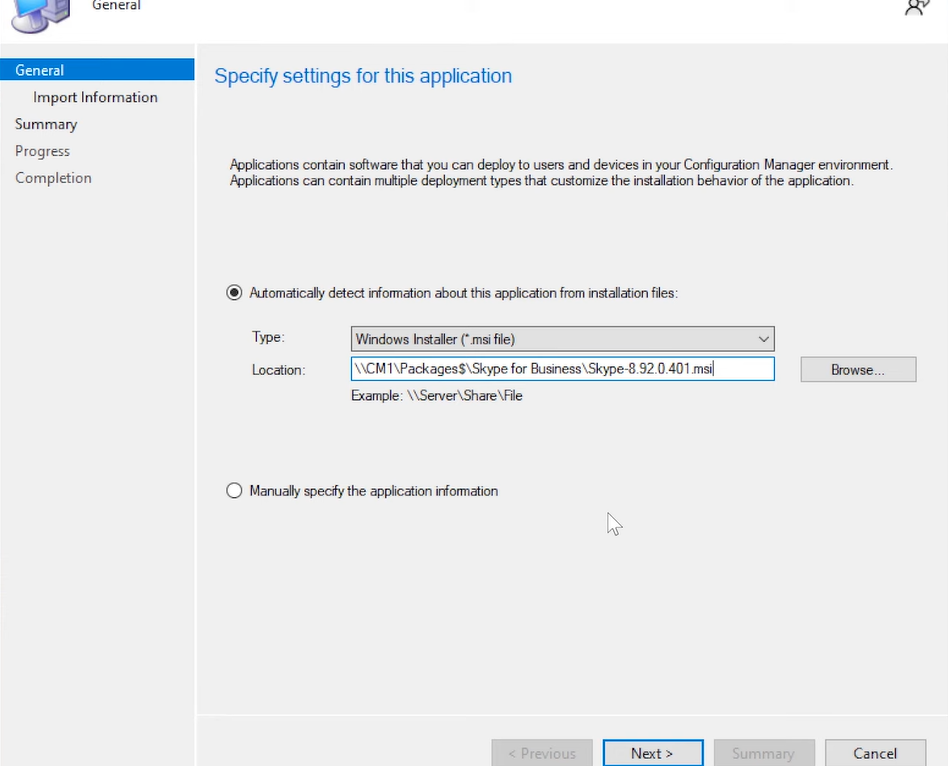 General
General
Import Information
Summary
Progress
Completion
Specify settings for this application
Applications contain software that you can deploy to users and devices in your Configuration Manager environment.
Applications can contain multiple deployment types that customize the installation behavior of the application.
Automatically detect information about this application from installation files:
Type: Windows Installer (*.msi file)
Location: \\CM1\Packages$\Skype for Business\Skype-8.92.0.401.msi Browse...
Example: \\Server\Share\File
Manually specify the application information
< Previous Next > Summary Cancel